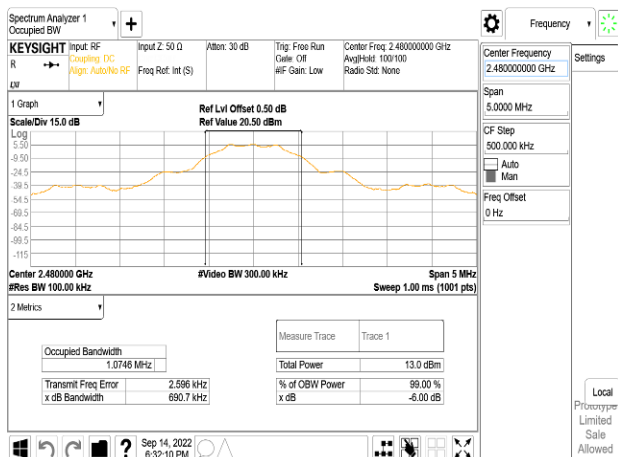 Spectrum Analyzer 1
Occupied BW
+
Frequency
KEYSIGHT
R
Input: RF
Coupling: DC
Align: Auto/No RF
Input Z: 50 Ω
Freq Ref: Int (S)
Atten: 30 dB
Trig: Free Run
Gate: Off
#IF Gain: Low
Center Freq: 2.480000000 GHz
Avg|Hold: 100/100
Radio Std: None
Center Frequency
2.480000000 GHz
Settings
Span
5.0000 MHz
CF Step
500.000 kHz
Auto
Man
Freq Offset
0 Hz
1 Graph
Scale/Div 15.0 dB
Ref Lvl Offset 0.50 dB
Ref Value 20.50 dBm
Log
5.50
-9.50
-24.5
-39.5
-54.5
-69.5
-84.5
-99.5
-115
Center 2.480000 GHz
#Res BW 100.00 kHz
#Video BW 300.00 kHz
Span 5 MHz
Sweep 1.00 ms (1001 pts)
2 Metrics
Measure Trace
Trace 1
Occupied Bandwidth
1.0746 MHz
Total Power
13.0 dBm
Transmit Freq Error
2.596 kHz
% of OBW Power
99.00 %
x dB Bandwidth
690.7 kHz
x dB
-6.00 dB
Local
Prototype
Limited
Sale
Allowed
?
Sep 14, 2022
6:32:10 PM